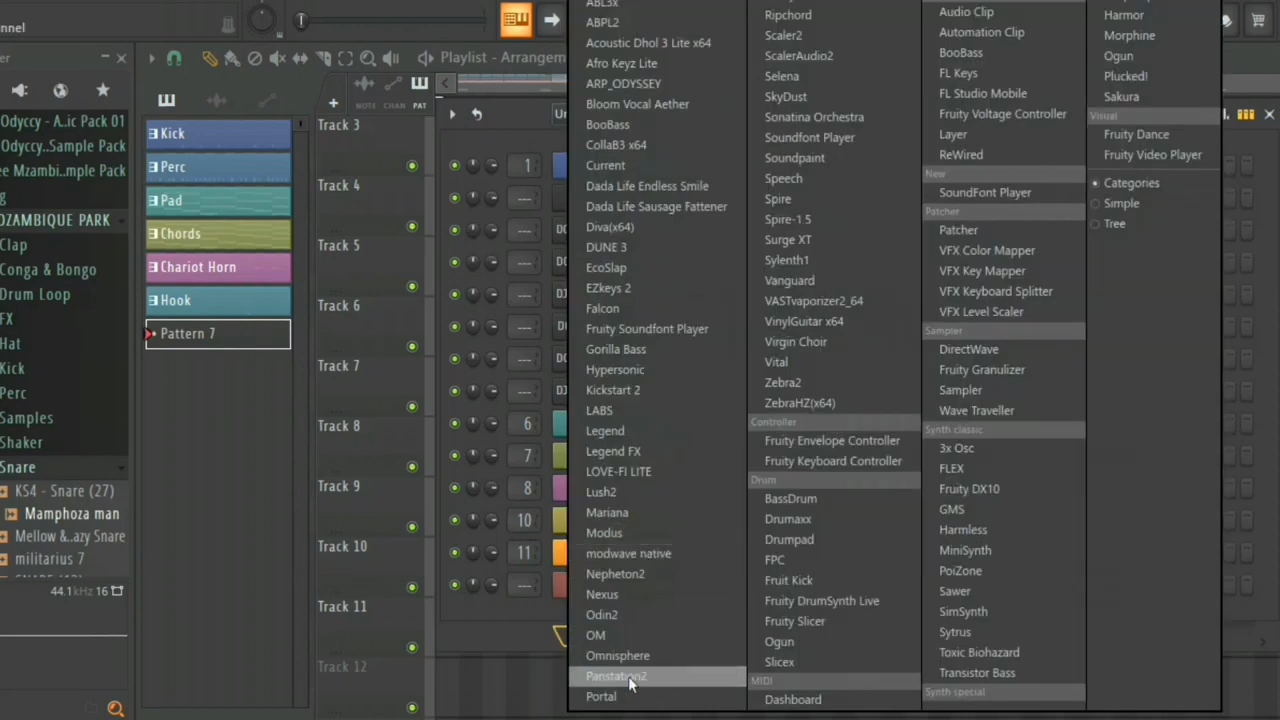 nnel
er
Odyccy - A..ic Pack 01
Odyccy..Sample Pack
ee Mzambi..mple Pack
g
OZAMBIQUE PARK
Clap
Conga & Bongo
Drum Loop
FX
Hat
Kick
Perc
Samples
Shaker
Snare
KS4 - Snare (27)
Mamphoza man
Mellow &..azy Snare
militarius 7
44.1kHz 16
Kick
Perc
Pad
Chords
Chariot Horn
Hook
Pattern 7
Playlist - Arrangem
NOTE CHAN PAT
Track 3
Track 4
Track 5
Track 6
Track 7
Track 8
Track 9
Track 10
Track 11
Track 12
Un
1
---
---
---
---
---
---
---
6
7
8
10
11
---
ABL3x
ABPL2
Acoustic Dhol 3 Lite x64
Afro Keyz Lite
ARP_ODYSSEY
Bloom Vocal Aether
BooBass
CollaB3 x64
Current
Dada Life Endless Smile
Dada Life Sausage Fattener
Diva(x64)
DUNE 3
EcoSlap
EZkeys 2
Falcon
Fruity Soundfont Player
Gorilla Bass
Hypersonic
Kickstart 2
LABS
Legend
Legend FX
LOVE-FI LITE
Lush2
Mariana
Modus
modwave native
Nepheton2
Nexus
Odin2
OM
Omnisphere
Panstation2
Portal
Ripchord
Scaler2
ScalerAudio2
Selena
SkyDust
Sonatina Orchestra
Soundfont Player
Soundpaint
Speech
Spire
Spire-1.5
Surge XT
Sylenth1
Vanguard
VASTvaporizer2_64
VinylGuitar x64
Virgin Choir
Vital
Zebra2
ZebraHZ(x64)
Controller
Fruity Envelope Controller
Fruity Keyboard Controller
Drum
BassDrum
Drumaxx
Drumpad
FPC
Fruit Kick
Fruity DrumSynth Live
Fruity Slicer
Ogun
Slicex
MIDI
Dashboard
Audio Clip
Automation Clip
BooBass
FL Keys
FL Studio Mobile
Fruity Voltage Controller
Layer
ReWired
New
SoundFont Player
Patcher
Patcher
VFX Color Mapper
VFX Key Mapper
VFX Keyboard Splitter
VFX Level Scaler
Sampler
DirectWave
Fruity Granulizer
Sampler
Wave Traveller
Synth classic
3x Osc
FLEX
Fruity DX10
GMS
Harmless
MiniSynth
PoiZone
Sawer
SimSynth
Sytrus
Toxic Biohazard
Transistor Bass
Synth special
Harmor
Morphine
Ogun
Plucked!
Sakura
Visual
Fruity Dance
Fruity Video Player
Categories
Simple
Tree